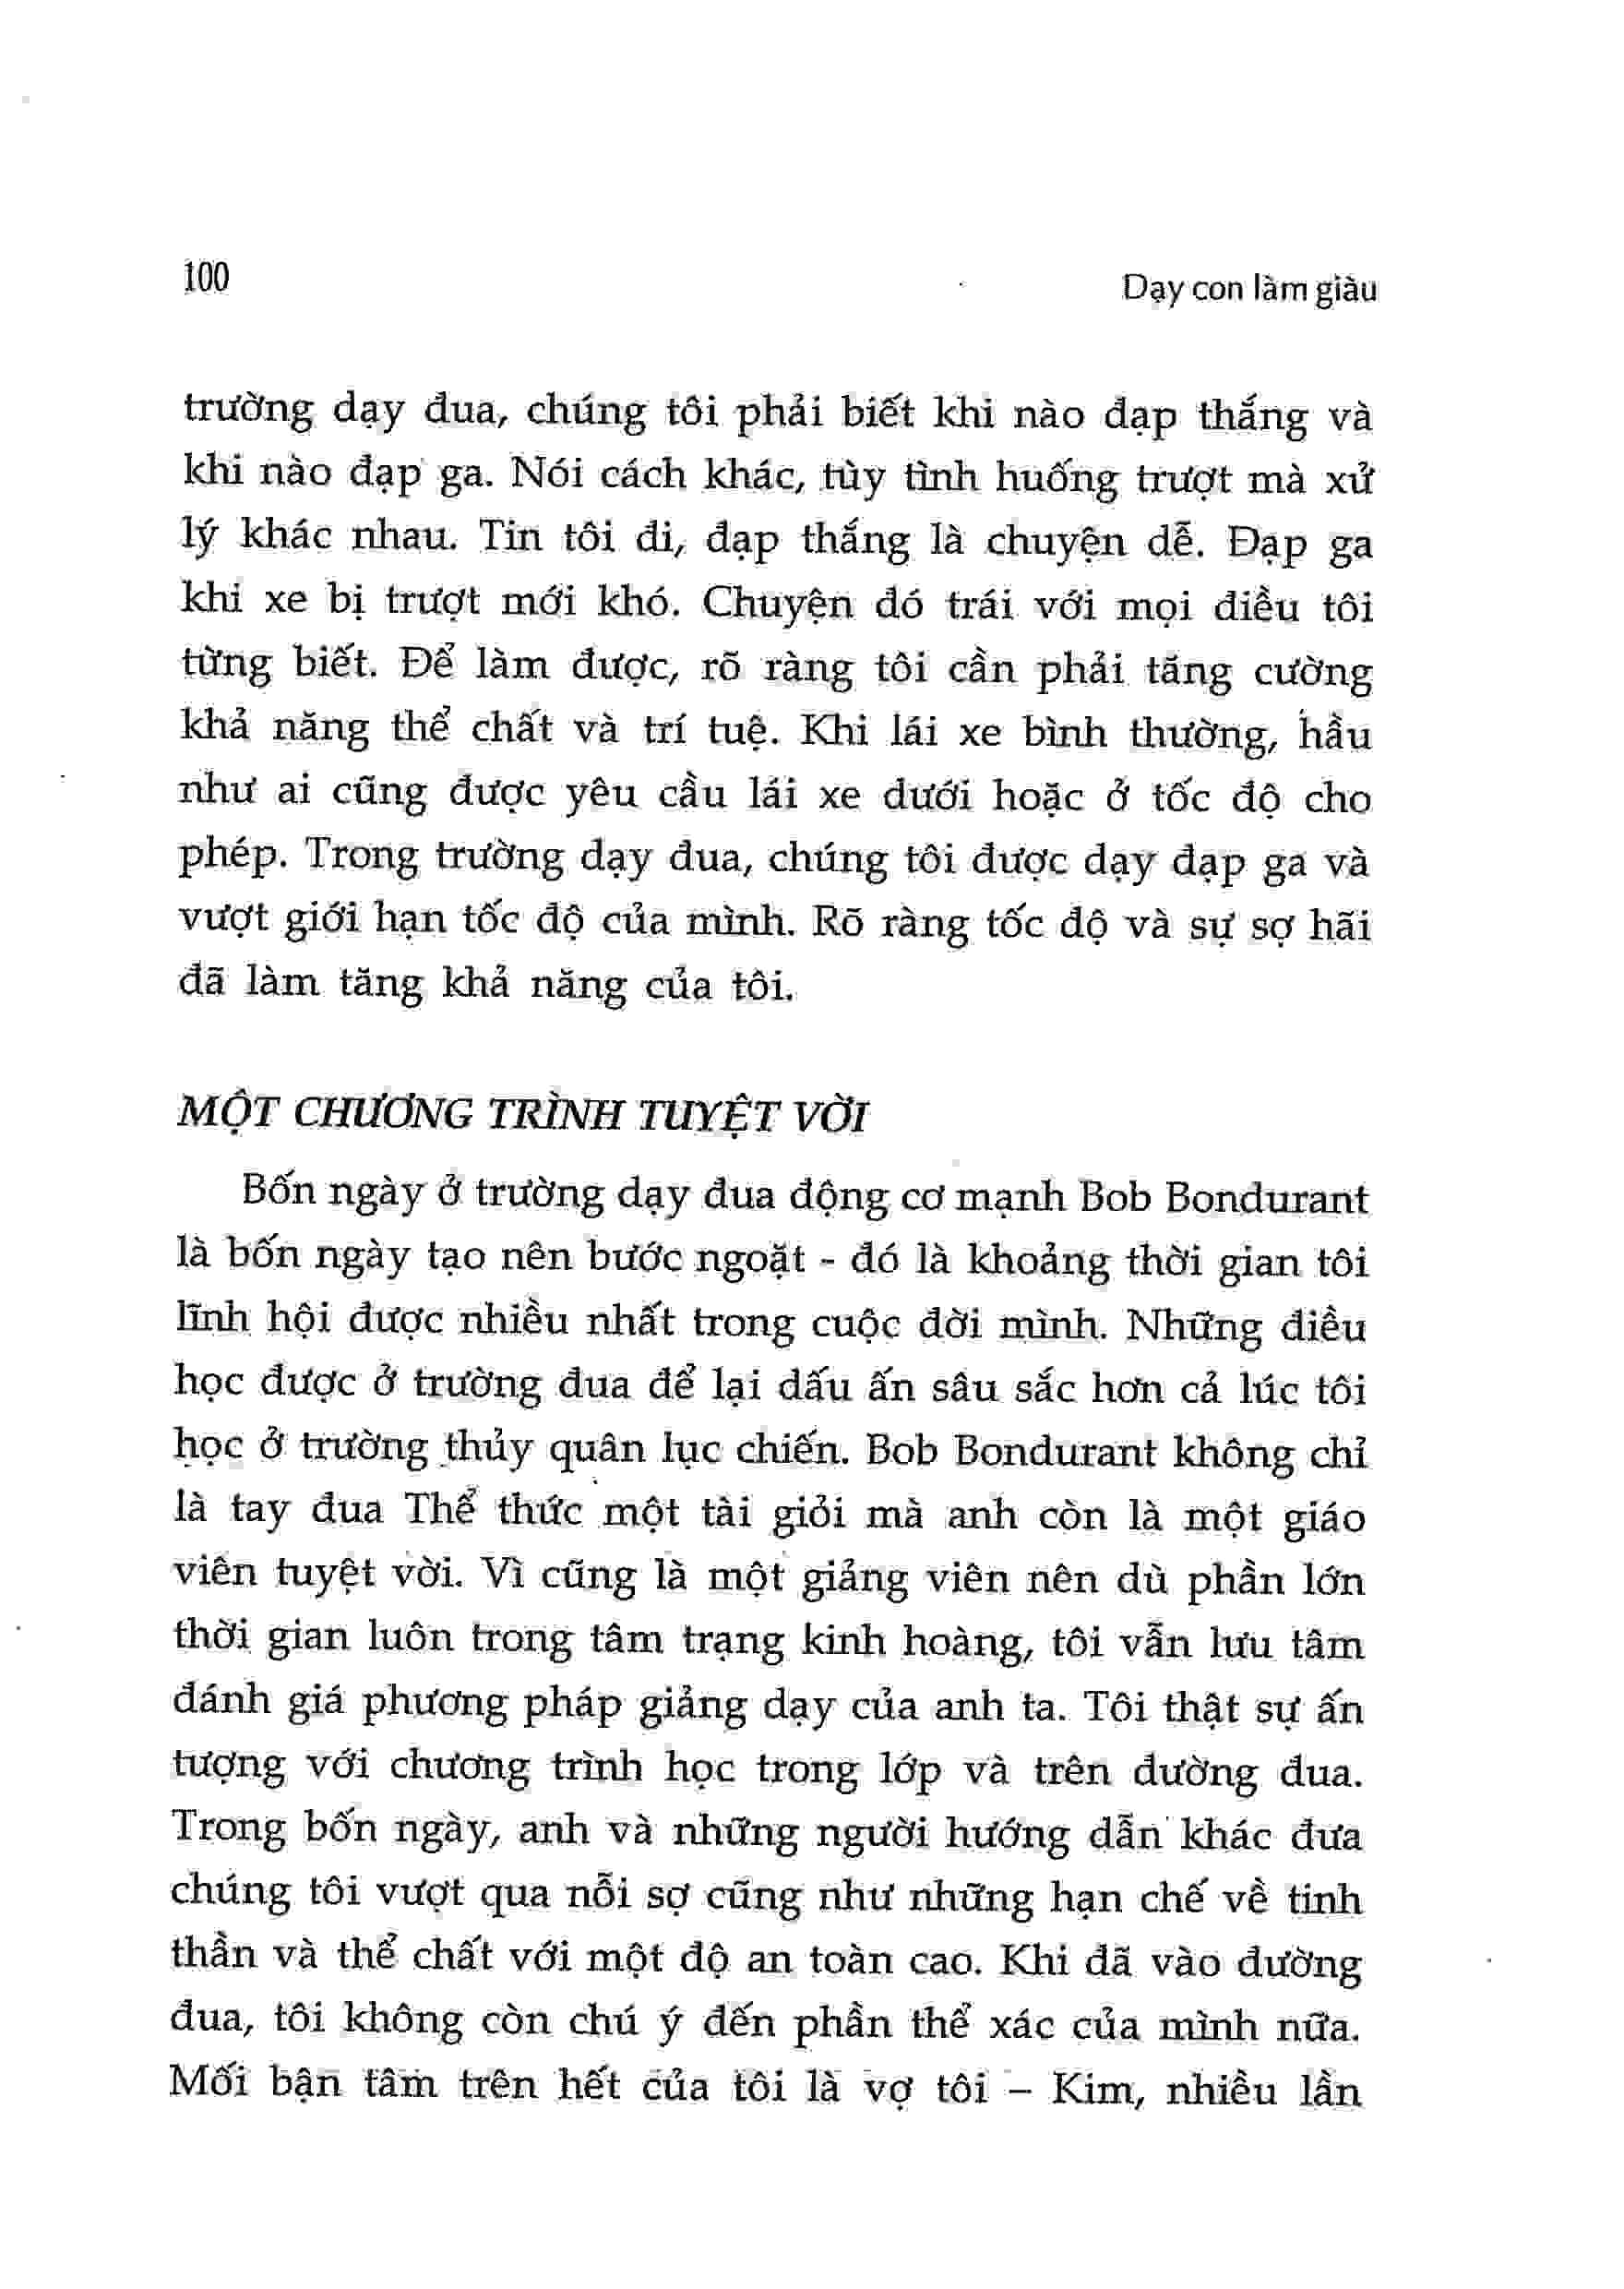 100
Dạy con làm giàu
trường dạy đua, chúng tôi phải biết khi nào đạp thắng và
khi nào đạp ga. Nói cách khác, tùy tình huống trượt mà xử
lý khác nhau. Tin tôi đi, đạp thắng là chuyện dễ. Đạp ga
khi xe bị trượt mới khó. Chuyện đó trái với mọi điều tôi
từng biết. Để làm được, rõ ràng tôi cần phải tăng cường
khả năng thể chất và trí tuệ. Khi lái xe bình thường, hầu
như ai cũng được yêu cầu lái xe dưới hoặc ở tốc độ cho
phép. Trong trường dạy đua, chúng tôi được dạy đạp ga và
vượt giới hạn tốc độ của mình. Rõ ràng tốc độ và sự sợ hãi
đã làm tăng khả năng của tôi.
MỘT CHƯƠNG TRÌNH TUYỆT VỜI
Bốn ngày ở trường dạy đua động cơ mạnh Bob Bondurant
là bốn ngày tạo nên bước ngoặt - đó là khoảng thời gian tôi
lĩnh hội được nhiều nhất trong cuộc đời mình. Những điều
học được ở trường đua để lại dấu ấn sâu sắc hơn cả lúc tôi
học ở trường thủy quân lục chiến. Bob Bondurant không chỉ
là tay đua Thể thức một tài giỏi mà anh còn là một giáo
viên tuyệt vời. Vì cũng là một giảng viên nên dù phần lớn
thời gian luôn trong tâm trạng kinh hoàng, tôi vẫn lưu tâm
đánh giá phương pháp giảng dạy của anh ta. Tôi thật sự ấn
tượng với chương trình học trong lớp và trên đường đua.
Trong bốn ngày, anh và những người hướng dẫn khác đưa
chúng tôi vượt qua nỗi sợ cũng như những hạn chế về tinh
thần và thể chất với một độ an toàn cao. Khi đã vào đường
đua, tôi không còn chú ý đến phần thể xác của mình nữa.
Mối bận tâm trên hết của tôi là vợ tôi – Kim, nhiều lần